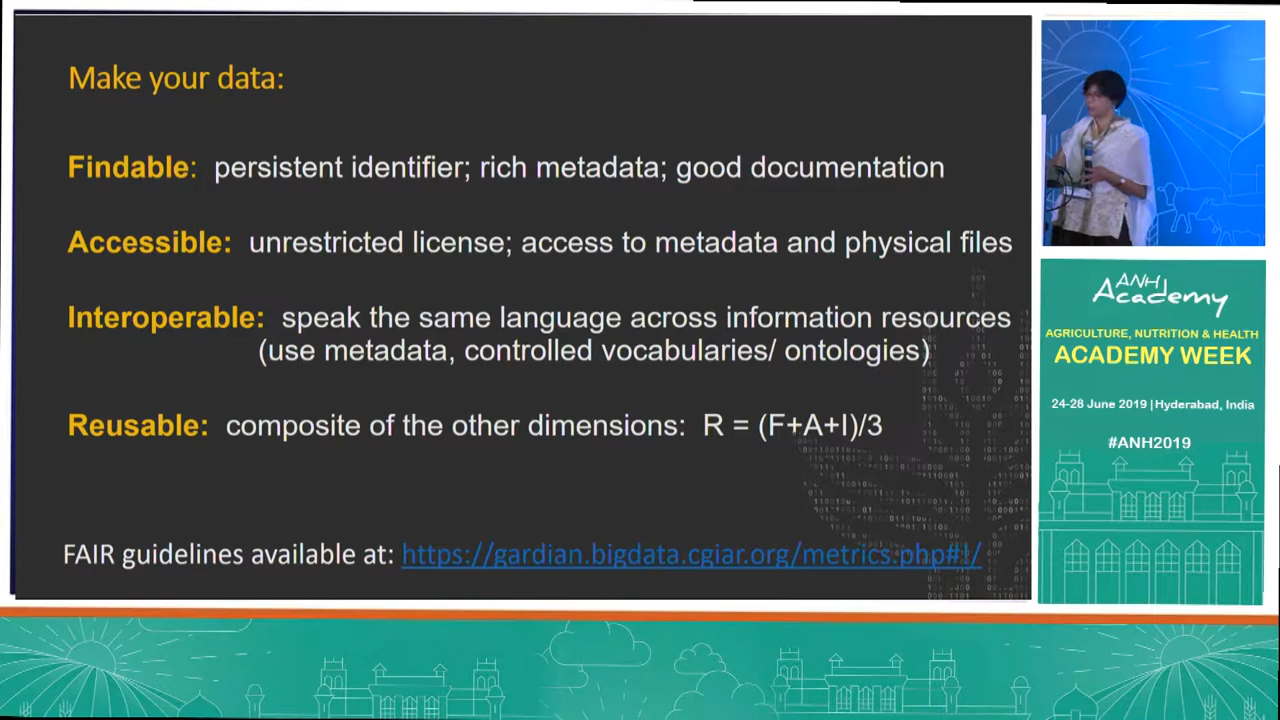 Make your data:
Findable: persistent identifier; rich metadata; good documentation
Accessible: unrestricted license; access to metadata and physical files
Interoperable: speak the same language across information resources
(use metadata, controlled vocabularies/ ontologies)
Reusable: composite of the other dimensions: R = (F+A+I)/3
FAIR guidelines available at: https://gardian.bigdata.cgiar.org/metrics.php#!/
ANH
Academy
AGRICULTURE, NUTRITION & HEALTH
ACADEMY WEEK
24-28 June 2019 | Hyderabad, India
#ANH2019